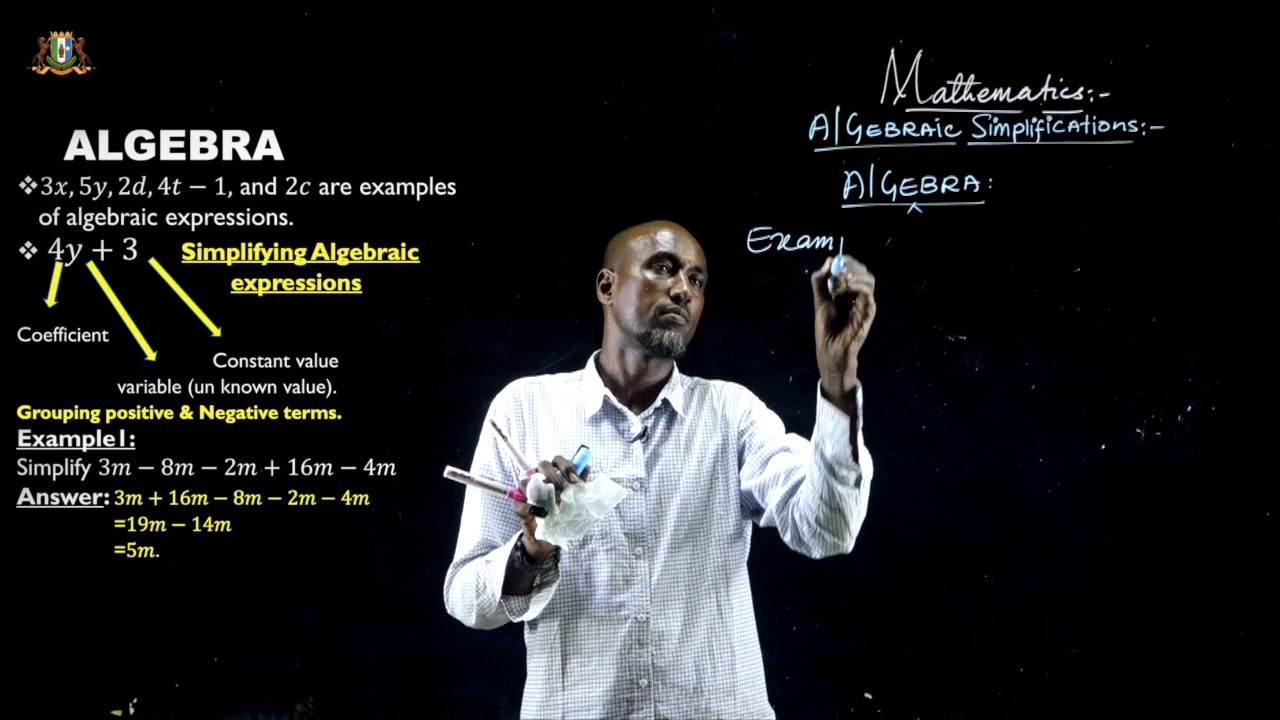 ALGEBRA
❖3x, 5y, 2d, 4t − 1, and 2c are examples
of algebraic expressions.
❖ 4y + 3
Simplifying Algebraic
expressions
Coefficient
Constant value
variable (un known value).
Grouping positive & Negative terms.
Example1:
Simplify 3m − 8m − 2m + 16m − 4m
Answer: 3m + 16m − 8m − 2m − 4m
=19m − 14m
=5m.
Mathematics:-
AlGEBRAic Simplifications:-
AlGEBRA:
Exam